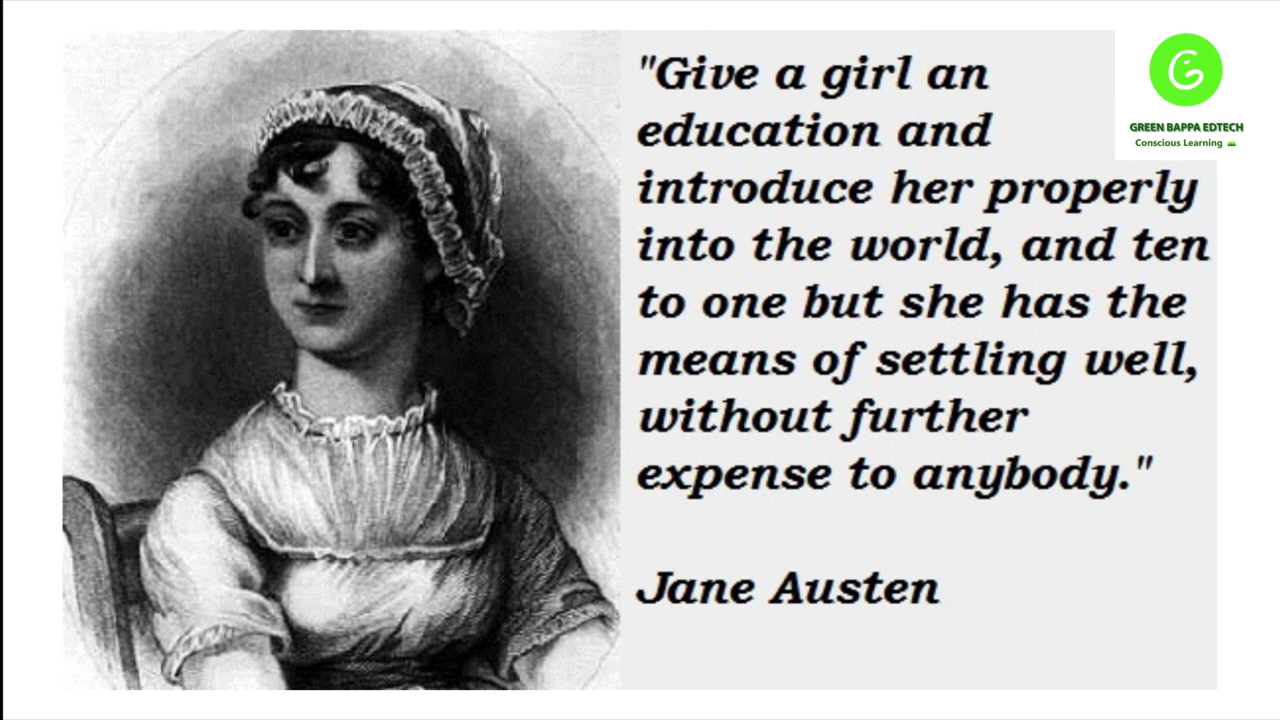 "Give a girl an
education and
introduce her properly
into the world, and ten
to one but she has the
means of settling well,
without further
expense to anybody."
Jane Austen
G
GREEN BAPPA EDTECH
Conscious Learning